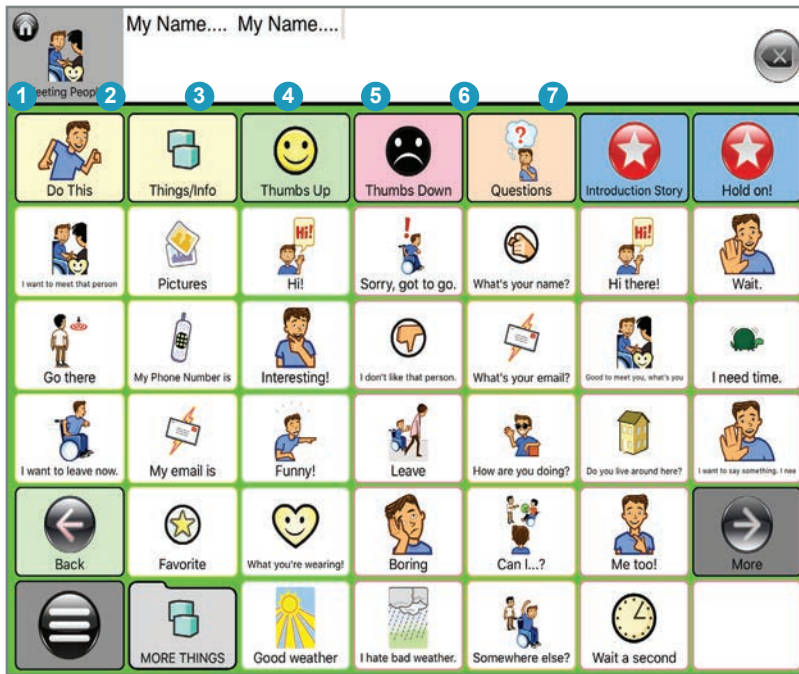 My Name.... My Name....
Meeting People
1 2 3 4 5 6 7
Do This
Things/Info
Thumbs Up
Thumbs Down
?
Questions
Introduction Story
Hold on!
I want to meet that person
Pictures
Hi!
Hi!
!
Sorry, got to go.
What's your name?
Hi!
Hi there!
Wait.
Go there
My Phone Number is
Interesting!
I don't like that person.
What's your email?
Good to meet you, what's you
I need time.
I want to leave now.
My email is
Funny!
Leave
How are you doing?
Do you live around here?
I want to say something. I nee
Back
Favorite
What you're wearing!
Boring
Can I...?
Me too!
More
MORE THINGS
Good weather
I hate bad weather.
Somewhere else?
Wait a second